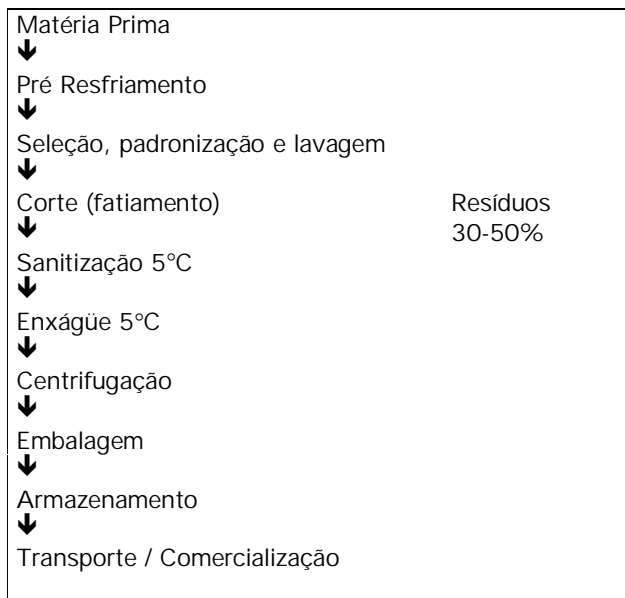 Matéria Prima
🡻
Pré Resfriamento
🡻
Seleção, padronização e lavagem
🡻
Corte (fatiamento) Resíduos
🡻 30-50%
Sanitização 5°C
🡻
Enxágüe 5°C
🡻
Centrifugação
🡻
Embalagem
🡻
Armazenamento
🡻
Transporte / Comercialização